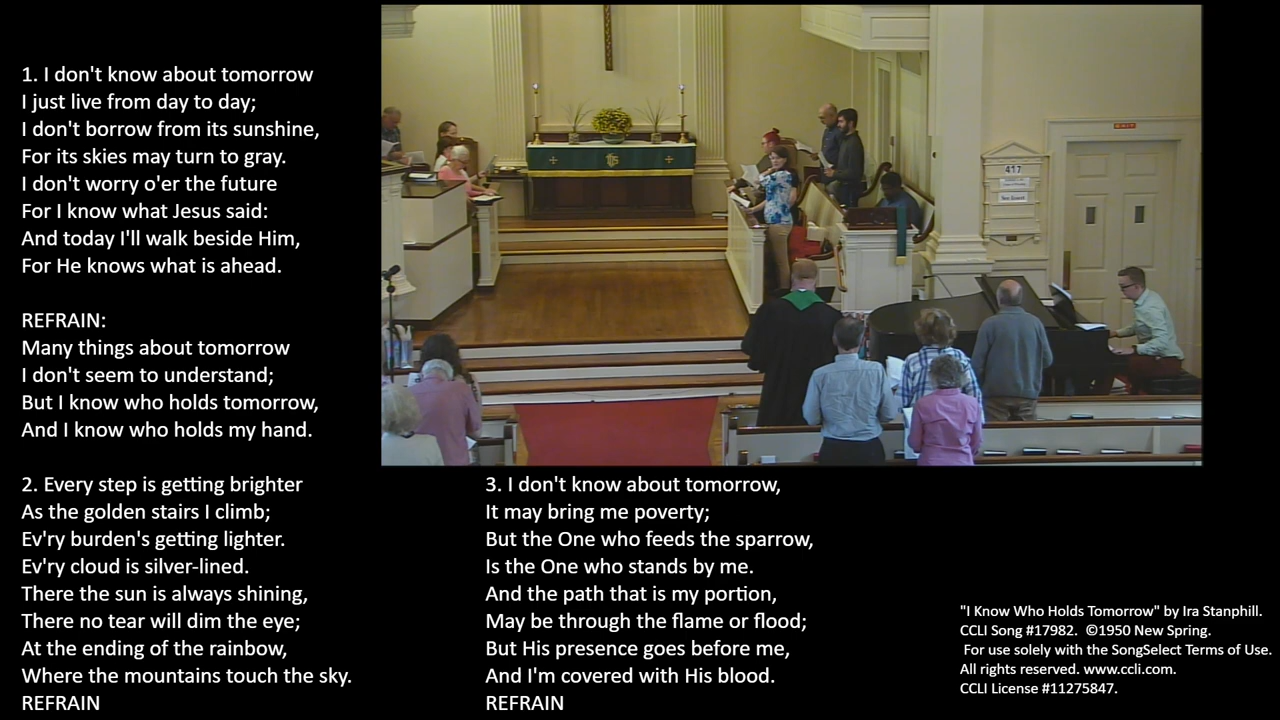 1. I don't know about tomorrow
I just live from day to day;
I don't borrow from its sunshine,
For its skies may turn to gray.
I don't worry o'er the future
For I know what Jesus said:
And today I'll walk beside Him,
For He knows what is ahead.
REFRAIN:
Many things about tomorrow
I don't seem to understand;
But I know who holds tomorrow,
And I know who holds my hand.
2. Every step is getting brighter
As the golden stairs I climb;
Ev'ry burden's getting lighter.
Ev'ry cloud is silver-lined.
There the sun is always shining,
There no tear will dim the eye;
At the ending of the rainbow,
Where the mountains touch the sky.
REFRAIN
3. I don't know about tomorrow,
It may bring me poverty;
But the One who feeds the sparrow,
Is the One who stands by me.
And the path that is my portion,
May be through the flame or flood;
But His presence goes before me,
And I'm covered with His blood.
REFRAIN
EXIT
417
"I Know Who Holds Tomorrow" by Ira Stanphill.
CCLI Song #17982. ©1950 New Spring.
For use solely with the SongSelect Terms of Use.
All rights reserved. www.ccli.com.
CCLI License #11275847.